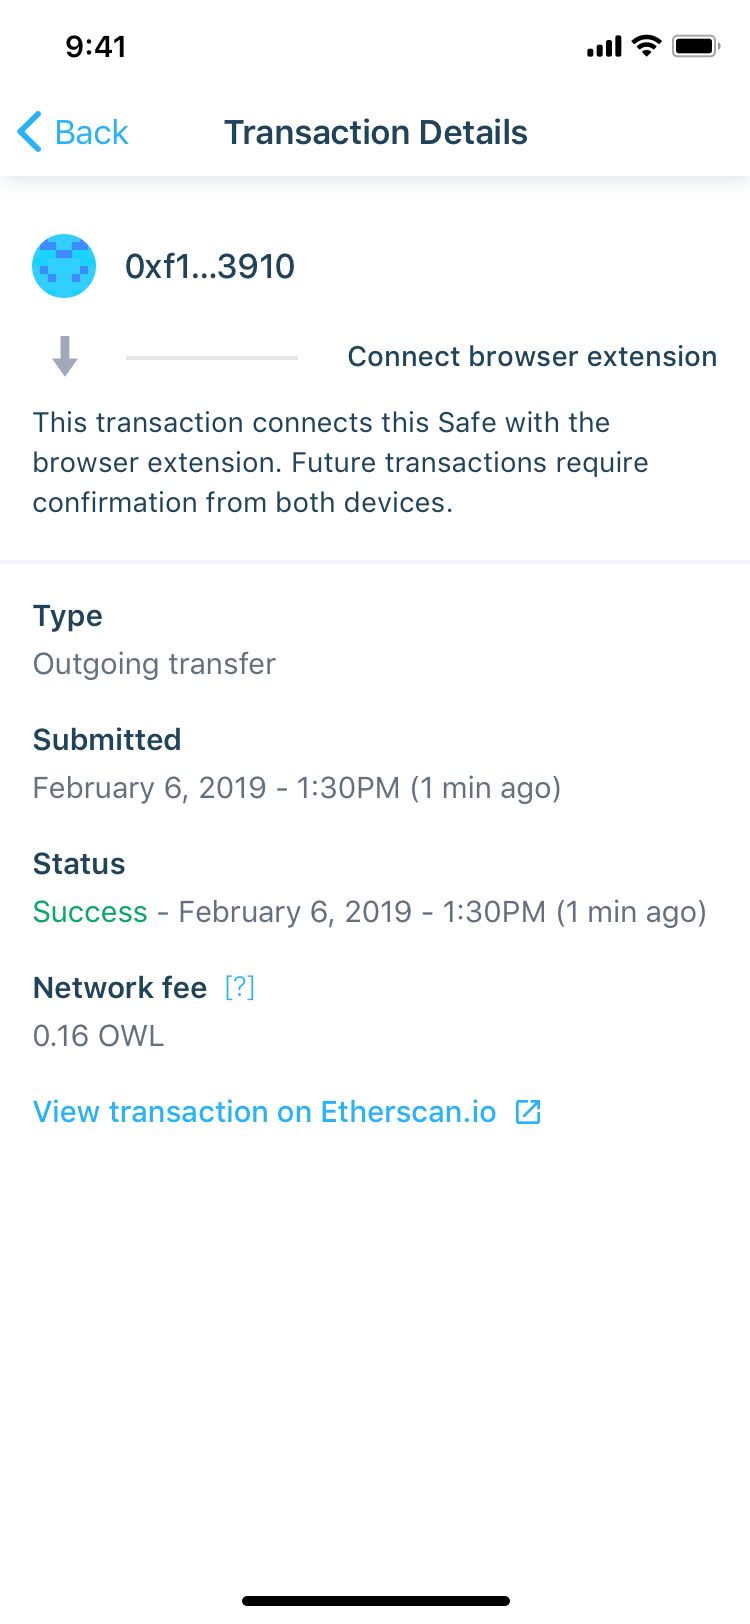 9:41
Back
Transaction Details
0xf1...3910
Connect browser extension
This transaction connects this Safe with the
browser extension. Future transactions require
confirmation from both devices.
Type
Outgoing transfer
Submitted
February 6, 2019 - 1:30PM (1 min ago)
Status
Success - February 6, 2019 - 1:30PM (1 min ago)
Network fee [?]
0.16 OWL
View transaction on Etherscan.io